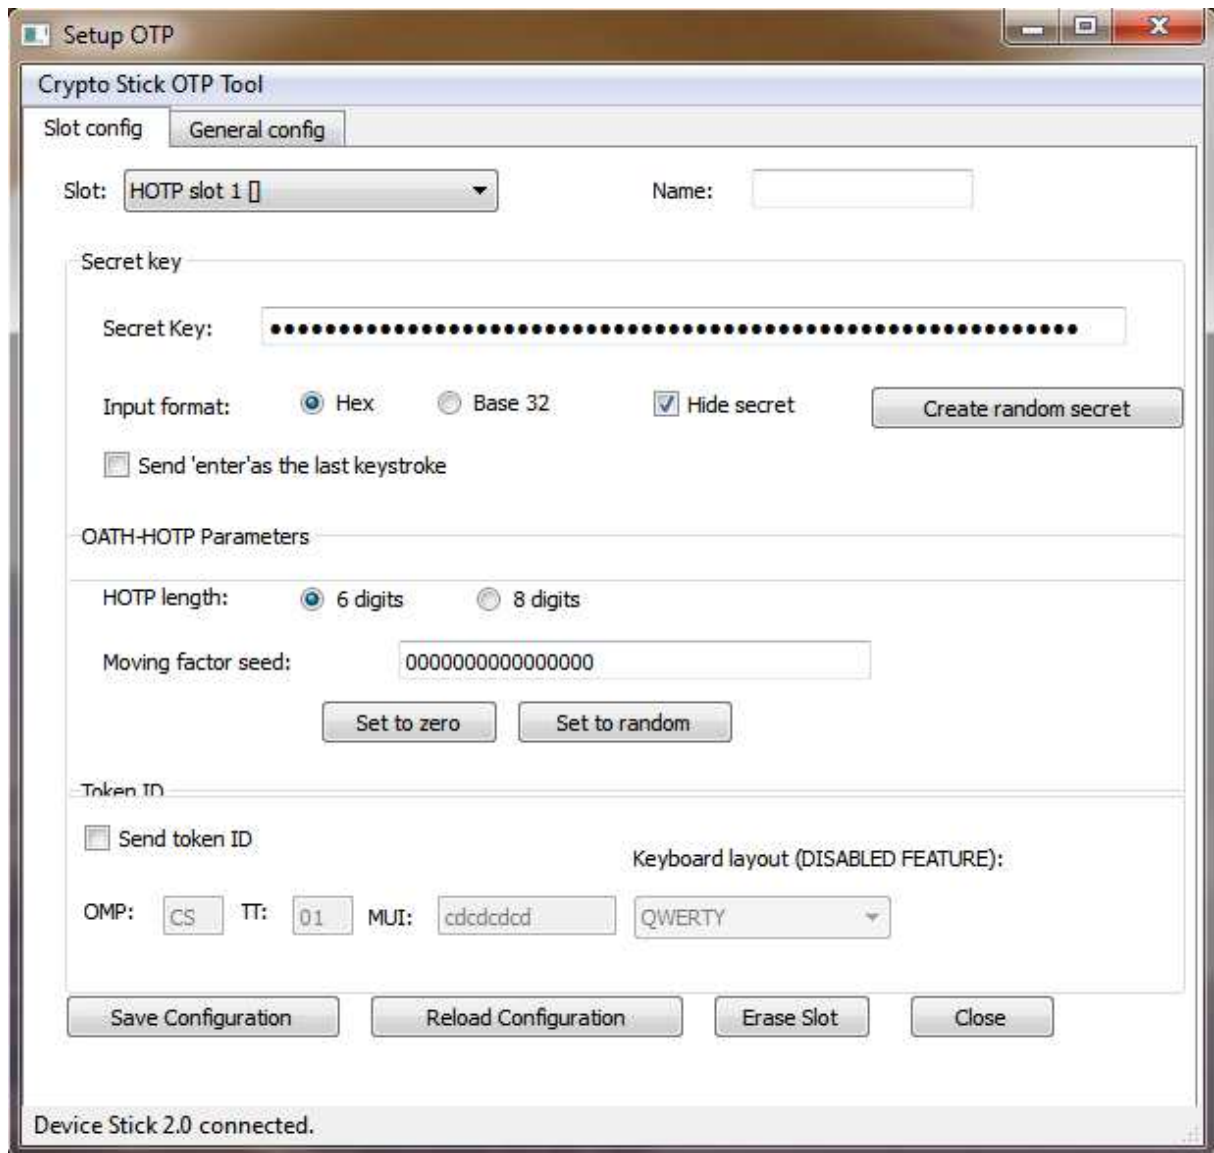 Setup OTP
Crypto Stick OTP Tool
Slot config General config
Slot: HOTP slot 1 [] Name:
Secret key
Secret Key: ●●●●●●●●●●●●●●●●●●●●●●●●●●●●●●●●●●●●●●●●●●●●●●●●●●●●●●●●●●●●
Input format: Hex Base 32 Hide secret Create random secret
Send 'enter'as the last keystroke
OATH-HOTP Parameters
HOTP length: 6 digits 8 digits
Moving factor seed: 0000000000000000
Set to zero Set to random
Token ID
Send token ID
Keyboard layout (DISABLED FEATURE):
OMP: CS TT: 01 MUI: cdcdcdcd QWERTY
Save Configuration Reload Configuration Erase Slot Close
Device Stick 2.0 connected.